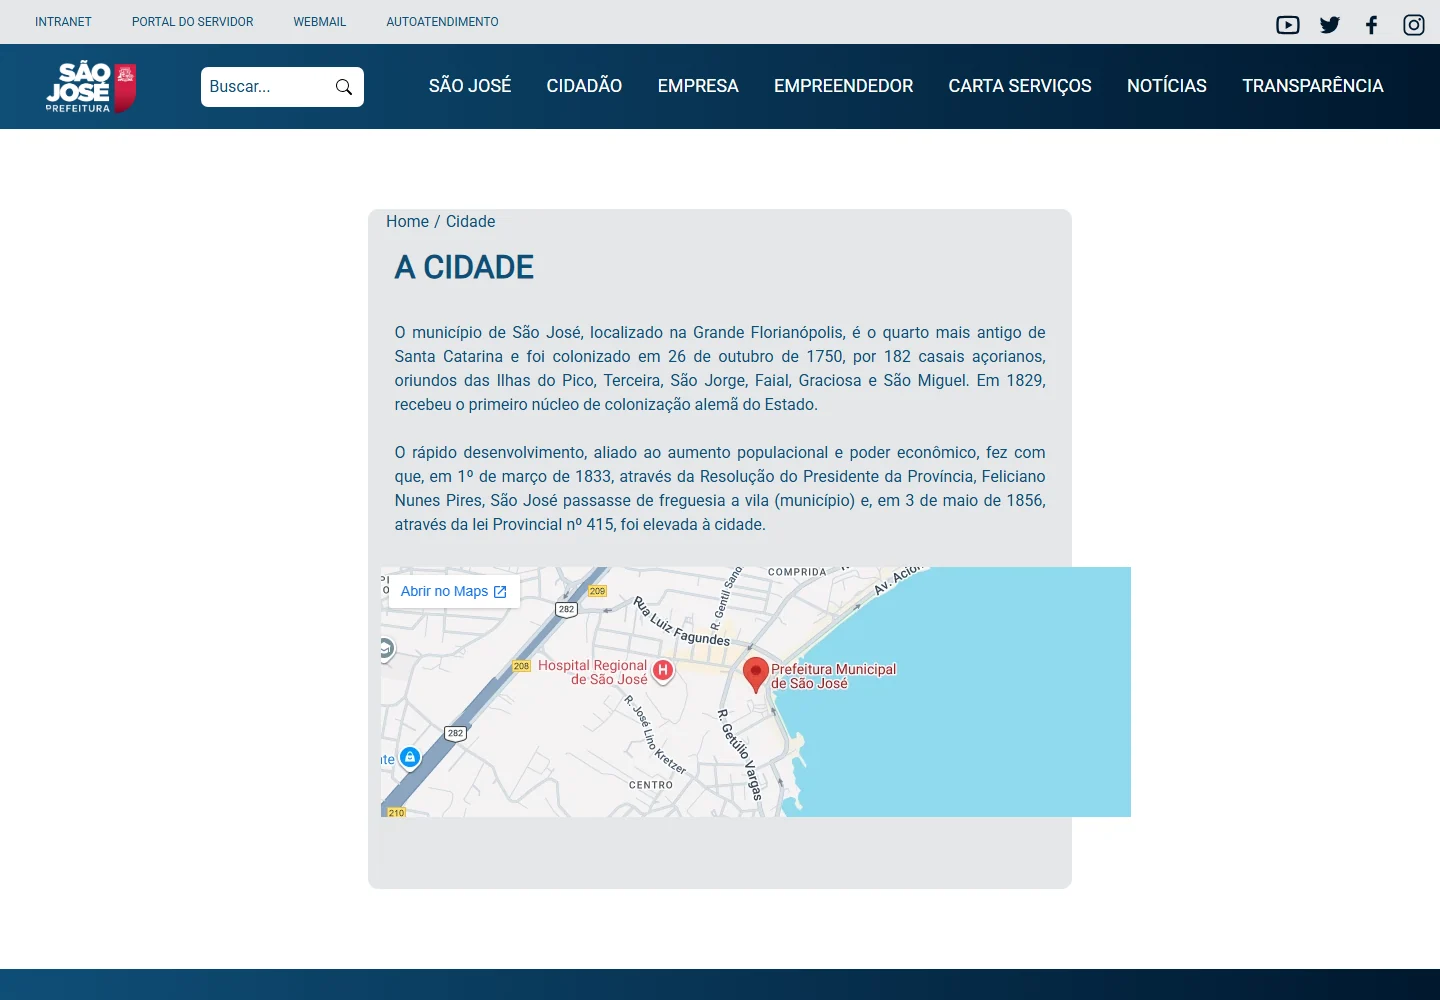 INTRANET
PORTAL DO SERVIDOR
WEBMAIL
AUTOATENDIMENTO
SÃO JOSÉ
PREFEITURA
Buscar...
SÃO JOSÉ
CIDADÃO
EMPRESA
EMPREENDEDOR
CARTA SERVIÇOS
NOTÍCIAS
TRANSPARÊNCIA
Home / Cidade
A CIDADE
O município de São José, localizado na Grande Florianópolis, é o quarto mais antigo de
Santa Catarina e foi colonizado em 26 de outubro de 1750, por 182 casais açorianos,
oriundos das Ilhas do Pico, Terceira, São Jorge, Faial, Graciosa e São Miguel. Em 1829,
recebeu o primeiro núcleo de colonização alemã do Estado.
O rápido desenvolvimento, aliado ao aumento populacional e poder econômico, fez com
que, em 1º de março de 1833, através da Resolução do Presidente da Província, Feliciano
Nunes Pires, São José passasse de freguesia a vila (município) e, em 3 de maio de 1856,
através da lei Provincial nº 415, foi elevada à cidade.
Abrir no Maps
COMPRIDA
209
282
Rua Luiz Fagundes
R. Gentil Sand
Av. Acion
208
Hospital Regional
de São José
H
Prefeitura Municipal
de São José
R. José Lino Kretzer
R. Getúlio Vargas
282
CENTRO
210